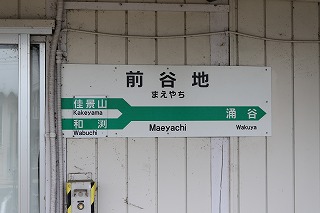 前谷地
まえやち
佳景山
Kakeyama
和渕
Wabuchi
涌谷
Wakuya
Maeyachi